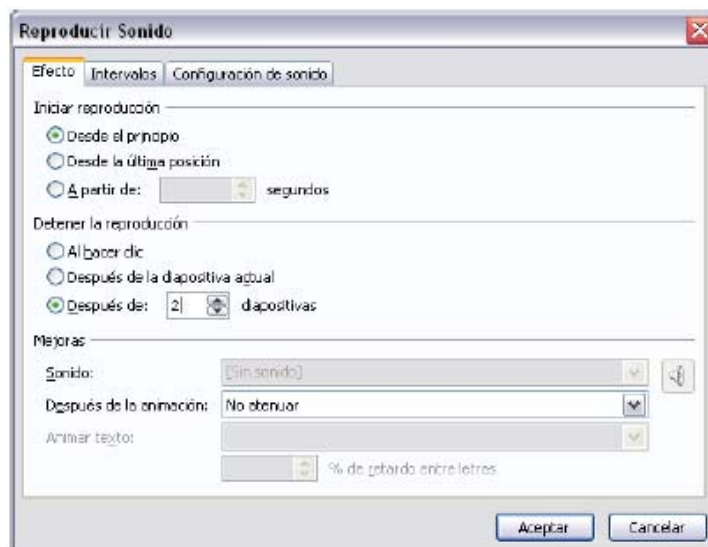 Reproducir Sonido
Efecto Intervalos Configuración de sonido
Iniciar reproducción
Desde el principio
Desde la última posición
A partir de: segundos
Detener la reproducción
Al hacer clic
Después de la diapositiva actual
Después de: 2 diapositivas
Mejoras
Sonido: [Sin sonido]
Después de la animación: No atenuar
Animar texto:
% de retardo entre letras
Aceptar Cancelar